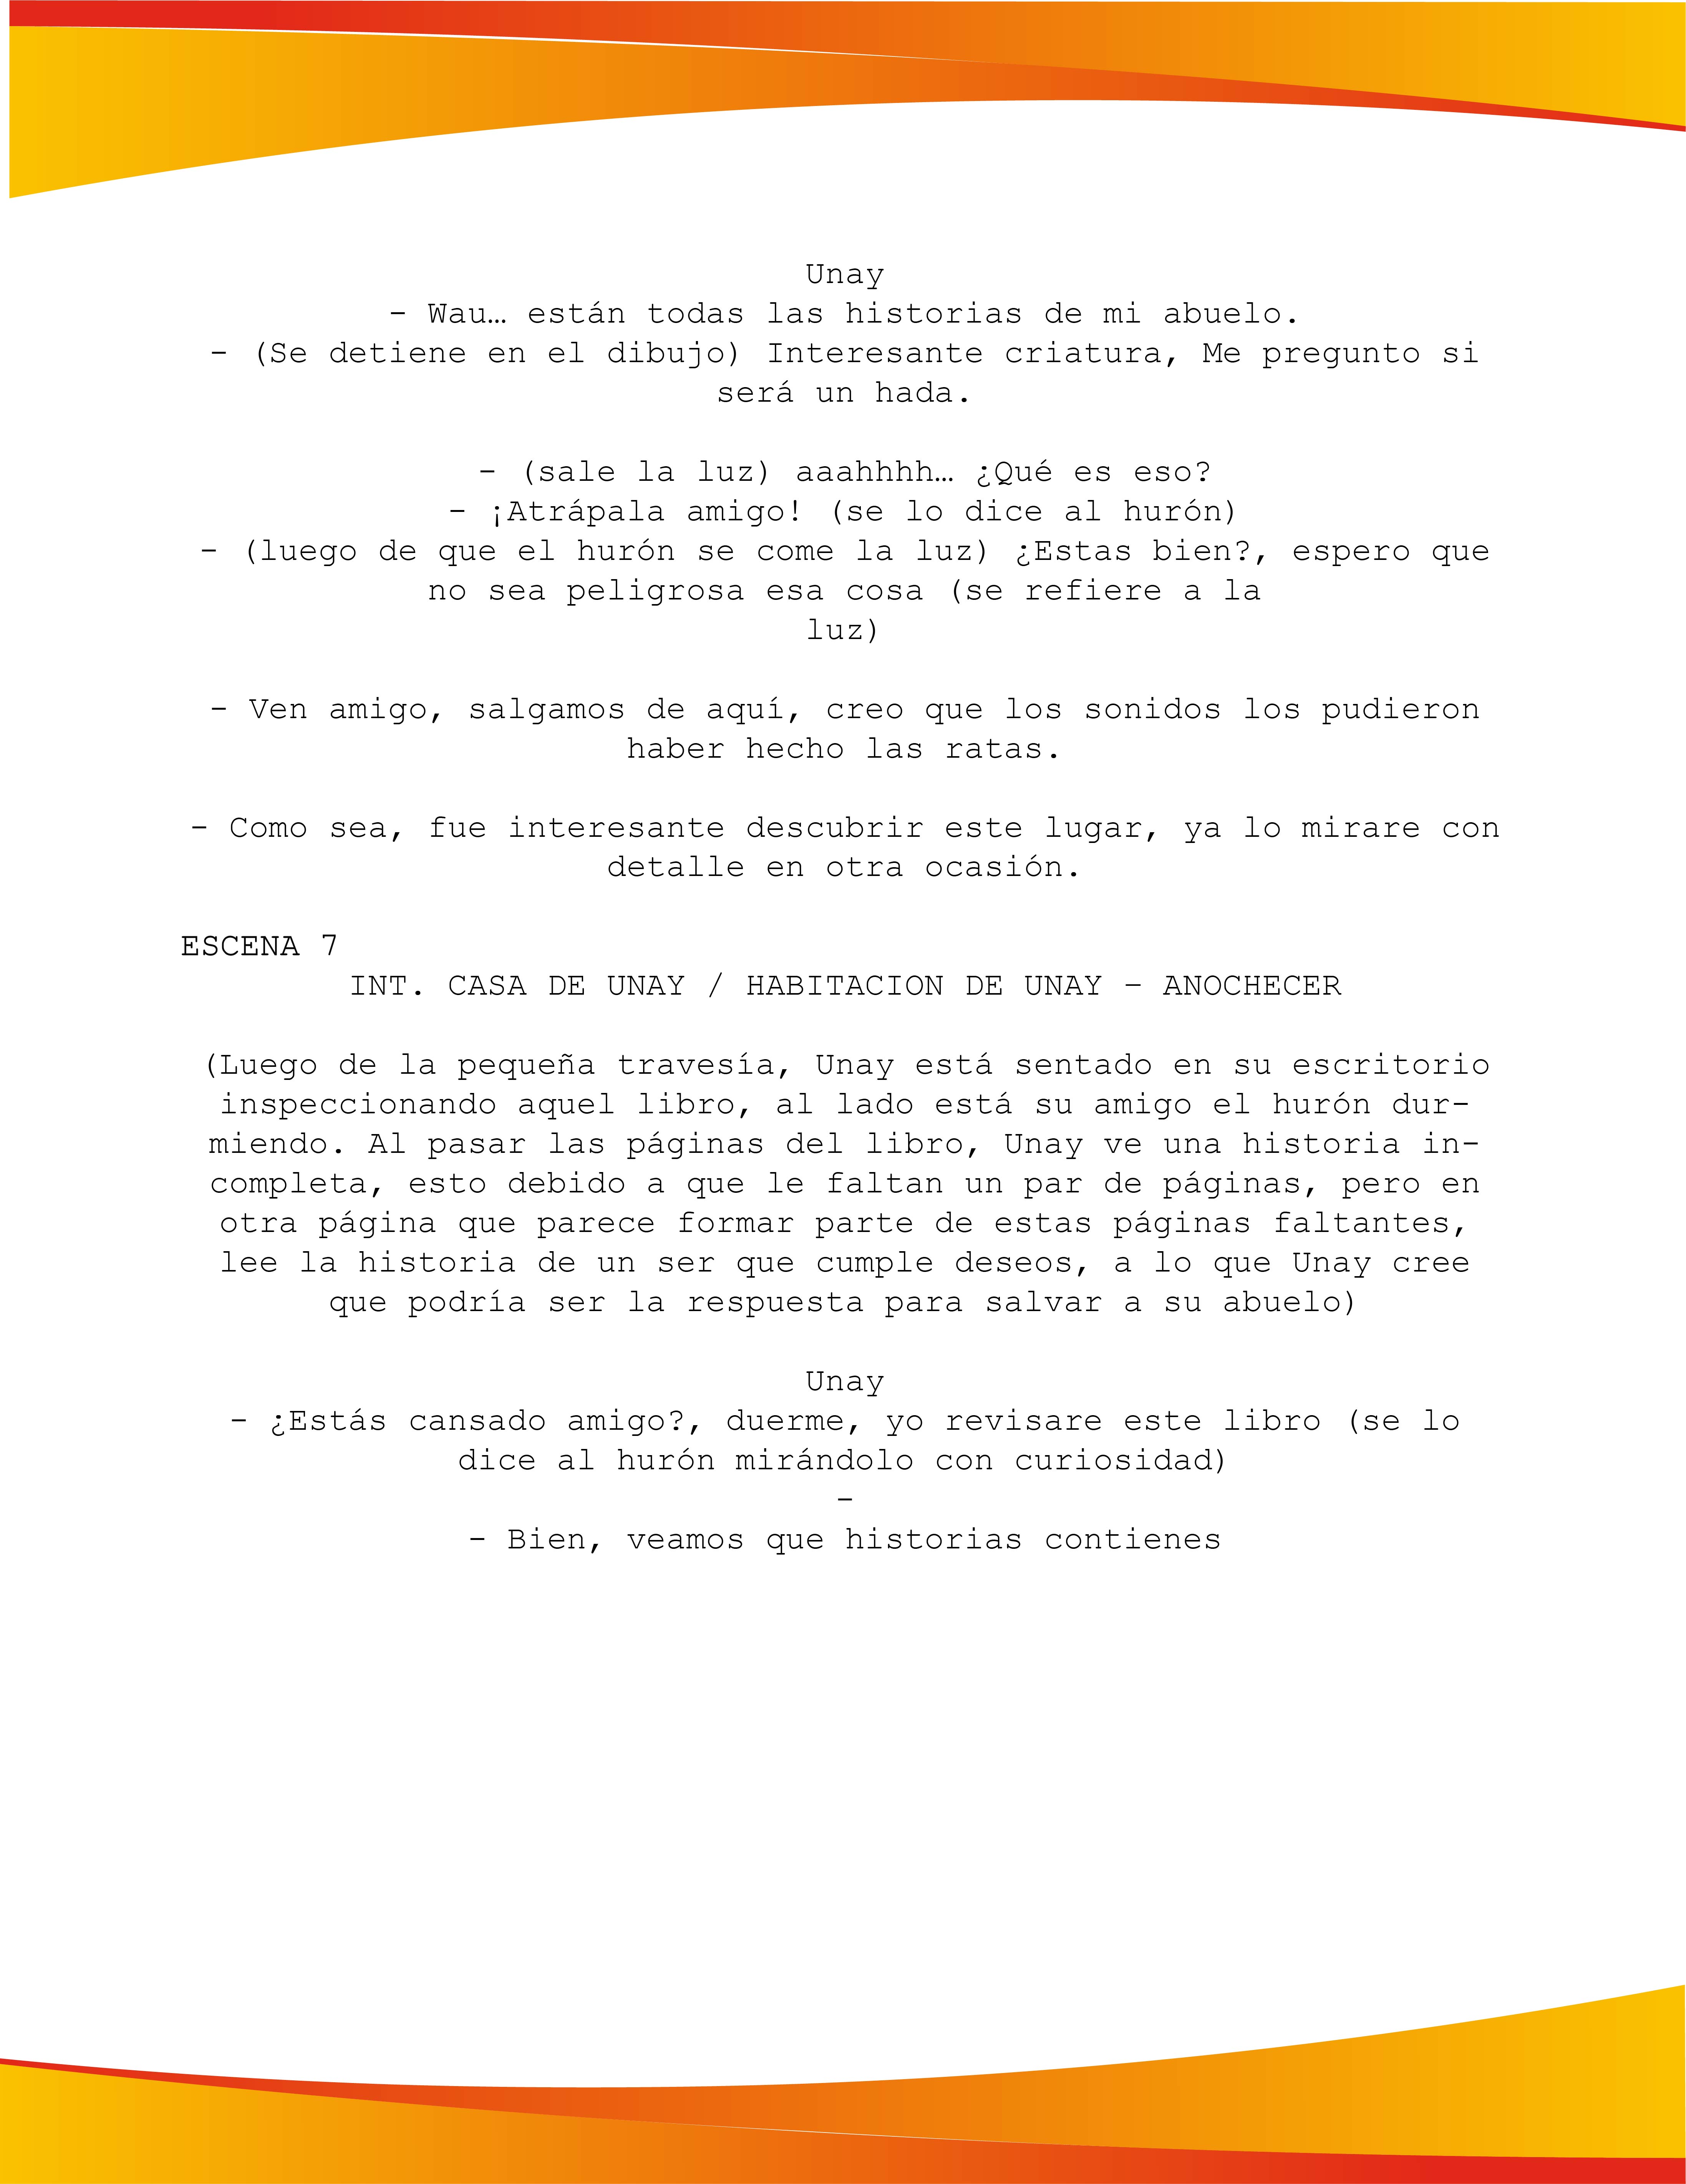 Unay
- Wau… están todas las historias de mi abuelo.
- (Se detiene en el dibujo) Interesante criatura, Me pregunto si
será un hada.
- (sale la luz) aaahhhh… ¿Qué es eso?
- ¡Atrápala amigo! (se lo dice al hurón)
- (luego de que el hurón se come la luz) ¿Estas bien?, espero que
no sea peligrosa esa cosa (se refiere a la
luz)
- Ven amigo, salgamos de aquí, creo que los sonidos los pudieron
haber hecho las ratas.
- Como sea, fue interesante descubrir este lugar, ya lo mirare con
detalle en otra ocasión.
ESCENA 7
INT. CASA DE UNAY / HABITACION DE UNAY – ANOCHECER
(Luego de la pequeña travesía, Unay está sentado en su escritorio
inspeccionando aquel libro, al lado está su amigo el hurón dur-
miendo. Al pasar las páginas del libro, Unay ve una historia in-
completa, esto debido a que le faltan un par de páginas, pero en
otra página que parece formar parte de estas páginas faltantes,
lee la historia de un ser que cumple deseos, a lo que Unay cree
que podría ser la respuesta para salvar a su abuelo)
Unay
- ¿Estás cansado amigo?, duerme, yo revisare este libro (se lo
dice al hurón mirándolo con curiosidad)
-
- Bien, veamos que historias contienes